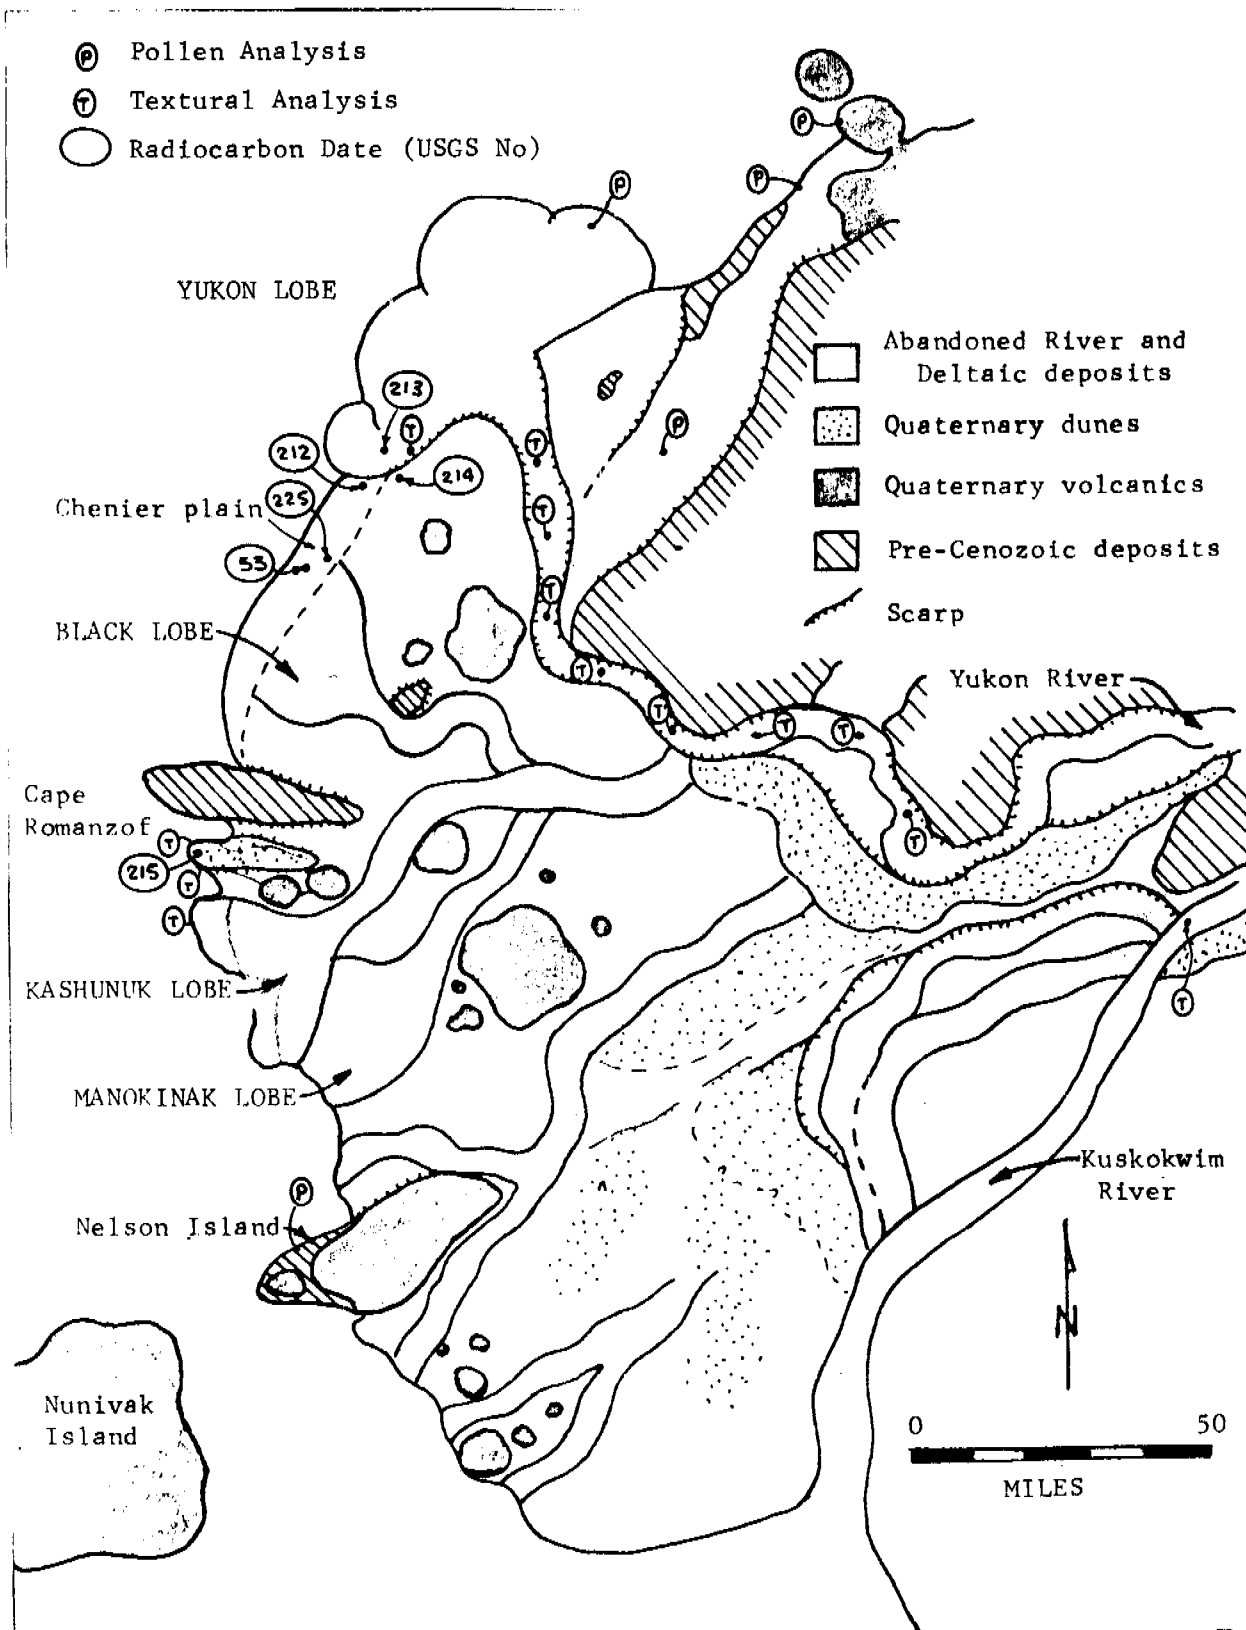 P Pollen Analysis
T Textural Analysis
Radiocarbon Date (USGS No)
P
P
P
YUKON LOBE
Abandoned River and
Deltaic deposits
213
T
P
Quaternary dunes
212
214
T
Quaternary volcanics
225
Chenier plain
T
Pre-Cenozoic deposits
53
T
Scarp
BLACK LOBE
T
Yukon River
T
T
T
Cape
Romanzof
T
T
215
T
T
KASHUNUK LOBE
T
MANOKINAK LOBE
Kuskokwim
River
P
Nelson Island
N
Nunivak
Island
0 50
MILES